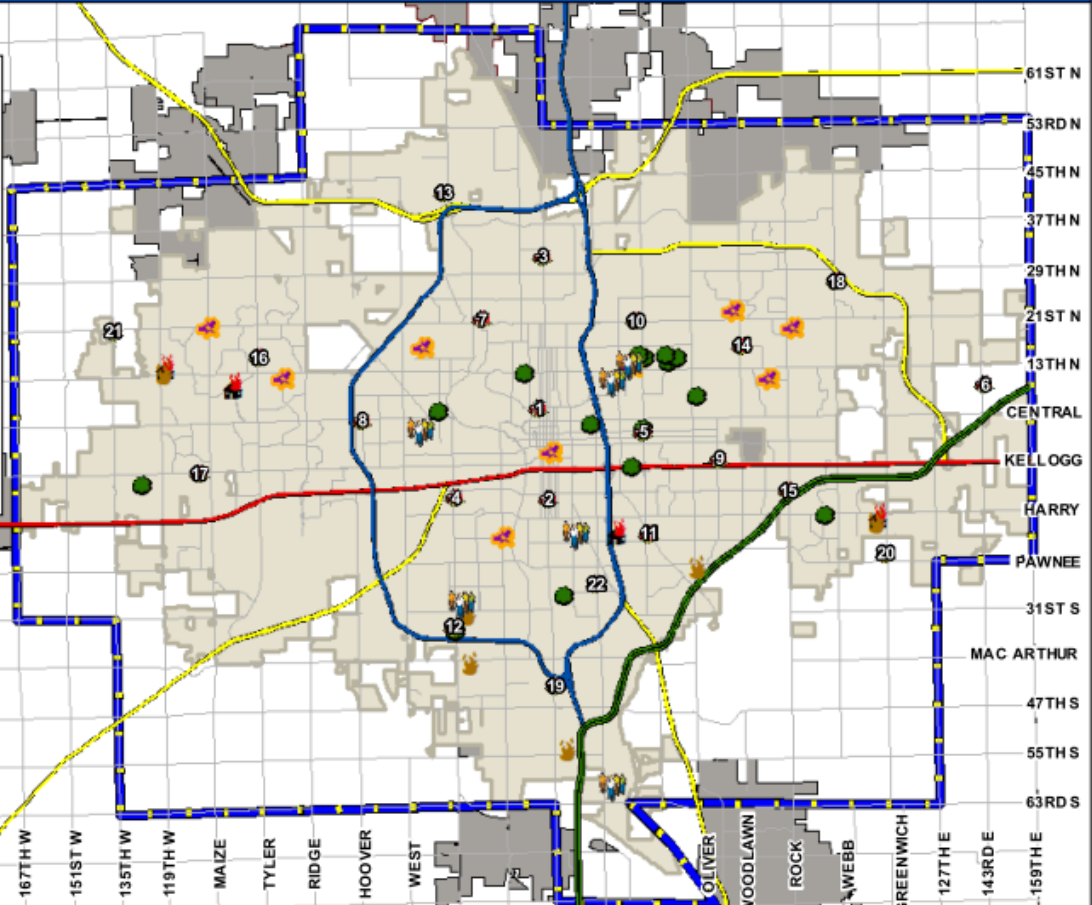 61ST N
53RD N
45TH N
13
37TH N
3
29TH N
18
7
10
21ST N
21
14
16
13TH N
6
1
CENTRAL
8
5
9
KELLOGG
17
15
4
2
HARRY
11
20
PAWNEE
22
31ST S
12
MAC ARTHUR
19
47TH S
55TH S
63RD S
167TH W
151ST W
135TH W
119TH W
MAIZE
TYLER
RIDGE
HOOVER
WEST
OLIVER
WOODLAWN
ROCK
WEBB
GREENWICH
127TH E
143RD E
159TH E